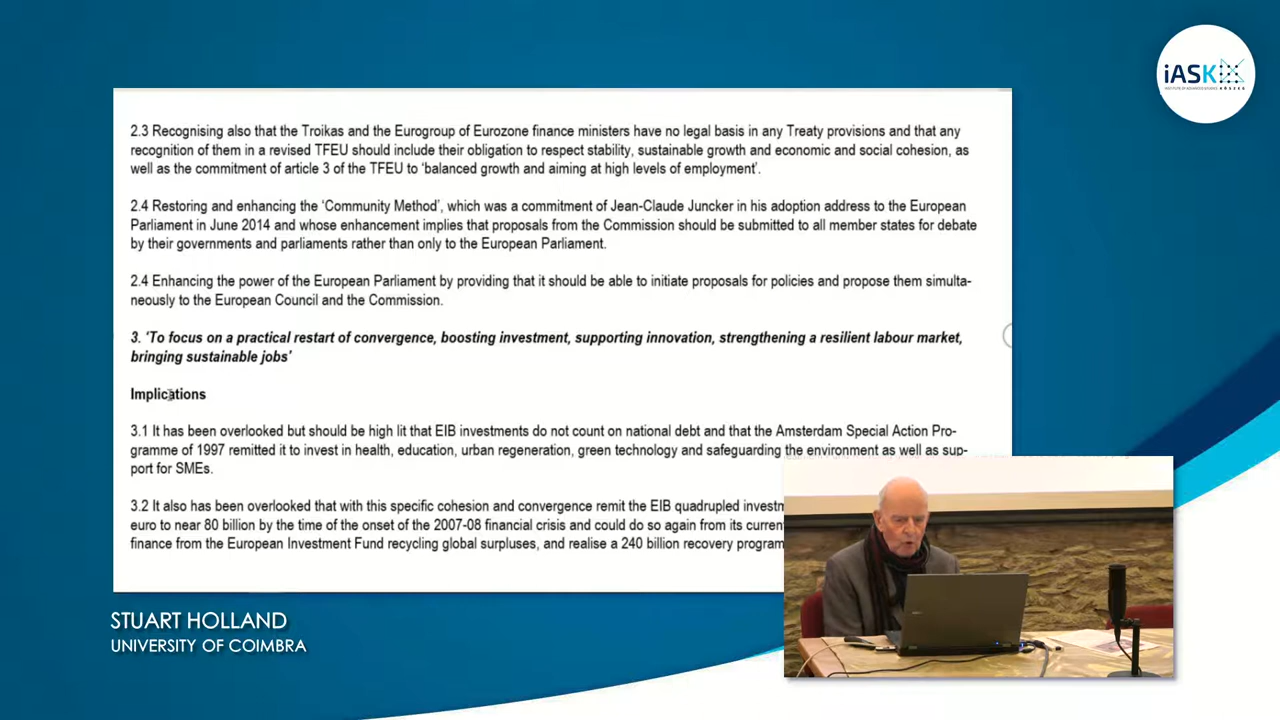 iASK
INSTITUTE OF ADVANCED STUDIES KŐSZEG
2.3 Recognising also that the Troikas and the Eurogroup of Eurozone finance ministers have no legal basis in any Treaty provisions and that any
recognition of them in a revised TFEU should include their obligation to respect stability, sustainable growth and economic and social cohesion, as
well as the commitment of article 3 of the TFEU to ‘balanced growth and aiming at high levels of employment’.
2.4 Restoring and enhancing the ‘Community Method’, which was a commitment of Jean-Claude Juncker in his adoption address to the European
Parliament in June 2014 and whose enhancement implies that proposals from the Commission should be submitted to all member states for debate
by their governments and parliaments rather than only to the European Parliament.
2.4 Enhancing the power of the European Parliament by providing that it should be able to initiate proposals for policies and propose them simulta-
neously to the European Council and the Commission.
3. ‘To focus on a practical restart of convergence, boosting investment, supporting innovation, strengthening a resilient labour market,
bringing sustainable jobs’
Implications
3.1 It has been overlooked but should be high lit that EIB investments do not count on national debt and that the Amsterdam Special Action Pro-
gramme of 1997 remitted it to invest in health, education, urban regeneration, green technology and safeguarding the environment as well as sup-
port for SMEs.
3.2 It also has been overlooked that with this specific cohesion and convergence remit the EIB quadrupled investm
euro to near 80 billion by the time of the onset of the 2007-08 financial crisis and could do so again from its curren
finance from the European Investment Fund recycling global surpluses, and realise a 240 billion recovery program
STUART HOLLAND
UNIVERSITY OF COIMBRA